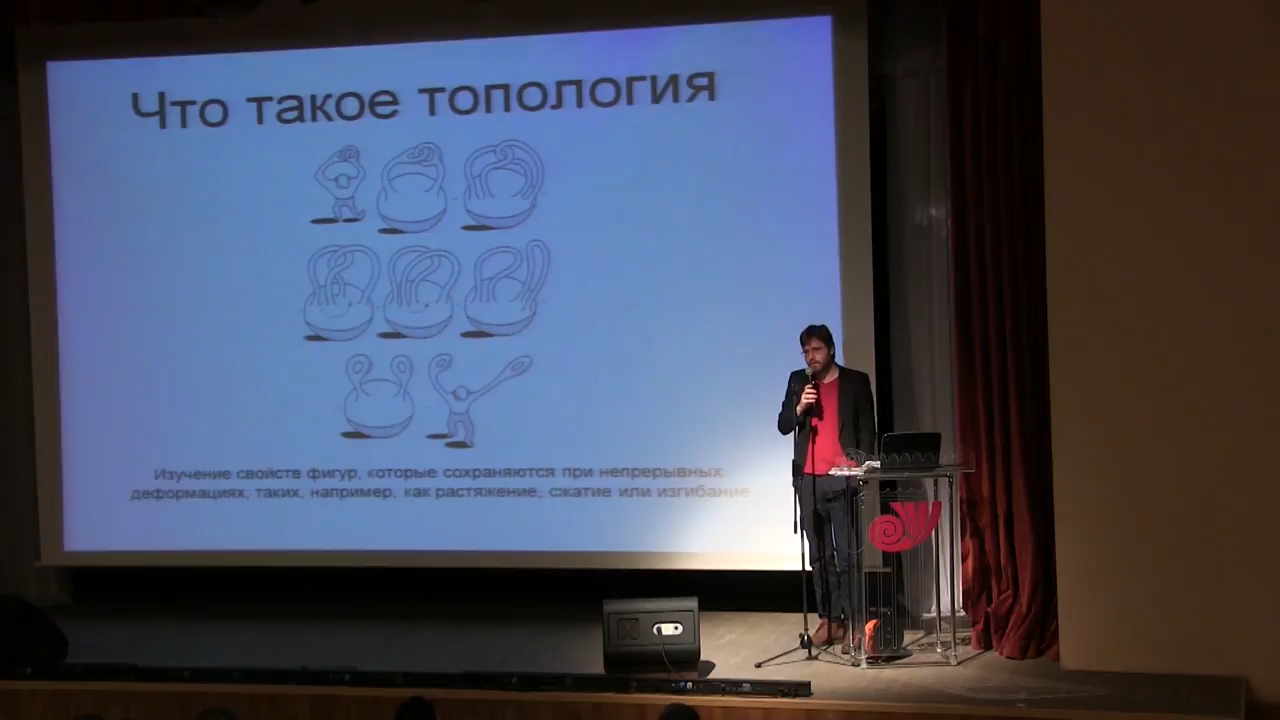 Что такое топология
Изучение свойств фигур, которые сохраняются при непрерывных
деформациях, таких, например, как растяжение, сжатие или изгибание